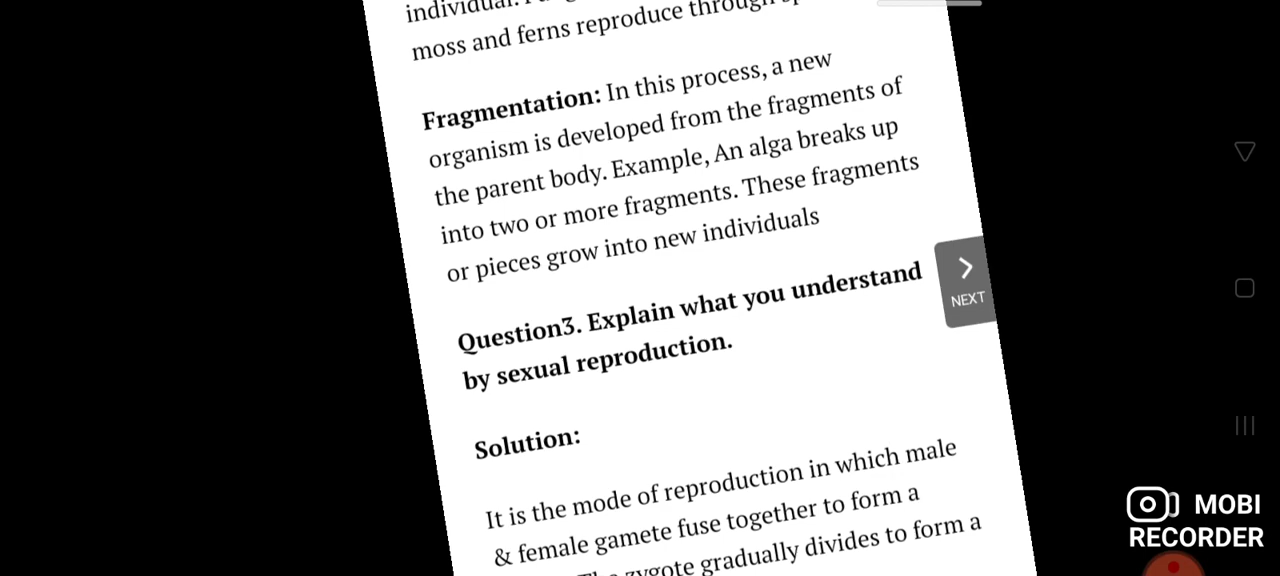 individual.
moss and ferns reproduce through
Fragmentation: In this process, a new
organism is developed from the fragments of
the parent body. Example, An alga breaks up
into two or more fragments. These fragments
or pieces grow into new individuals
Question3. Explain what you understand
by sexual reproduction.
Solution:
It is the mode of reproduction in which male
& female gamete fuse together to form a
zygote gradually divides to form a
NEXT
MOBI
RECORDER